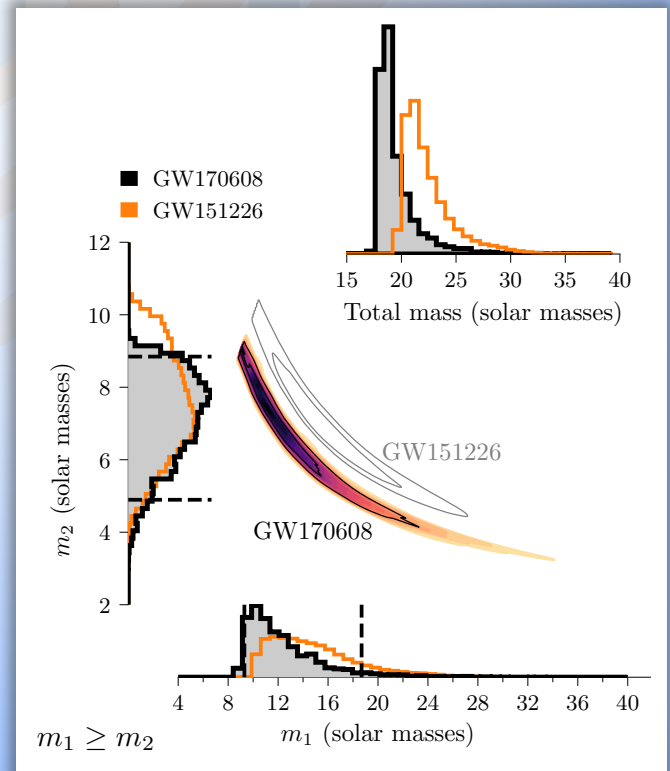 GW170608
GW151226
15 20 25 30 35 40
Total mass (solar masses)
12
10
8
6
4
2
m₂ (solar masses)
GW151226
GW170608
4 8 12 16 20 24 28 32 36 40
m₁ (solar masses)
m₁ ≥ m₂